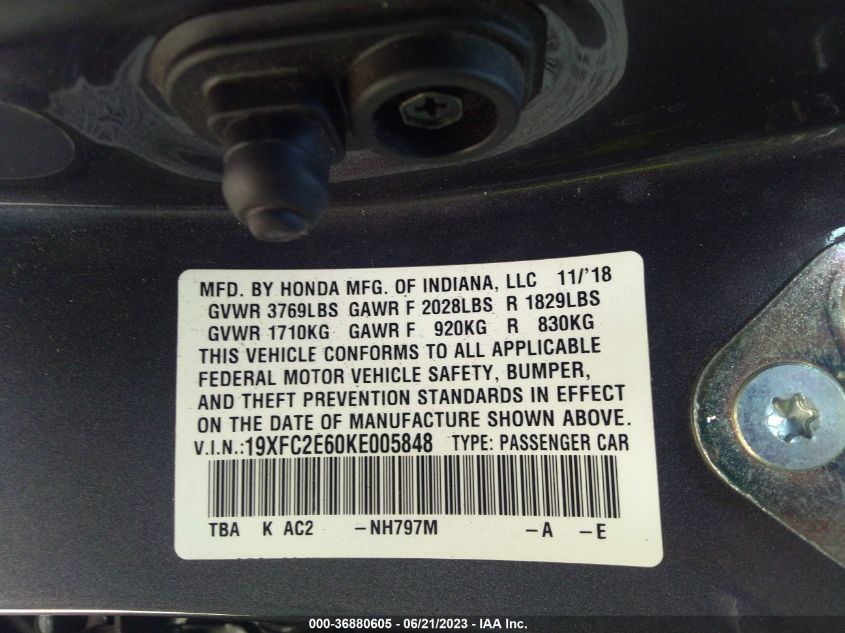 MFD. BY HONDA MFG. OF INDIANA, LLC 11/'18
GVWR 3769LBS GAWR F 2028LBS R 1829LBS
GVWR 1710KG GAWR F 920KG R 830KG
THIS VEHICLE CONFORMS TO ALL APPLICABLE
FEDERAL MOTOR VEHICLE SAFETY, BUMPER,
AND THEFT PREVENTION STANDARDS IN EFFECT
ON THE DATE OF MANUFACTURE SHOWN ABOVE.
V.I.N.:19XFC2E60KE005848 TYPE: PASSENGER CAR
TBA K AC2 -NH797M -A -E
000-36880605 - 06/21/2023 - IAA Inc.